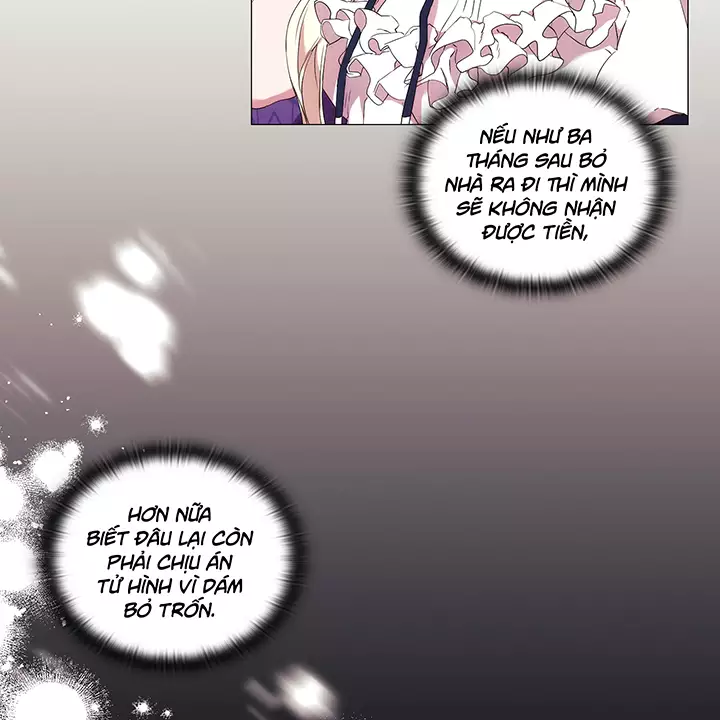 NẾU NHƯ BA
THÁNG SAU BỎ
NHÀ RA ĐI THÌ MÌNH
SẼ KHÔNG NHẬN
ĐƯỢC TIỀN,
HƠN NỮA
BIẾT ĐÂU LẠI CÒN
PHẢI CHỊU ÁN
TỬ HÌNH VÌ DÁM
BỎ TRỐN.